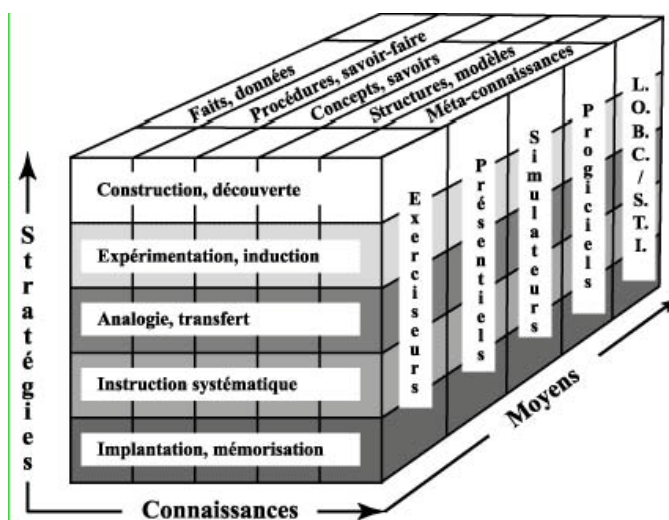 Faits, données
Procédures, savoir-faire
Concepts, savoirs
Structures, modèles
Méta-connaissances
Construction, découverte
Expérimentation, induction
Analogie, transfert
Instruction systématique
Implantation, mémorisation
Exerciseurs
Présentiels
Simulateurs
Progiciels
L.O.B.C./S.T.I.
Stratégies
Connaissances
Moyens